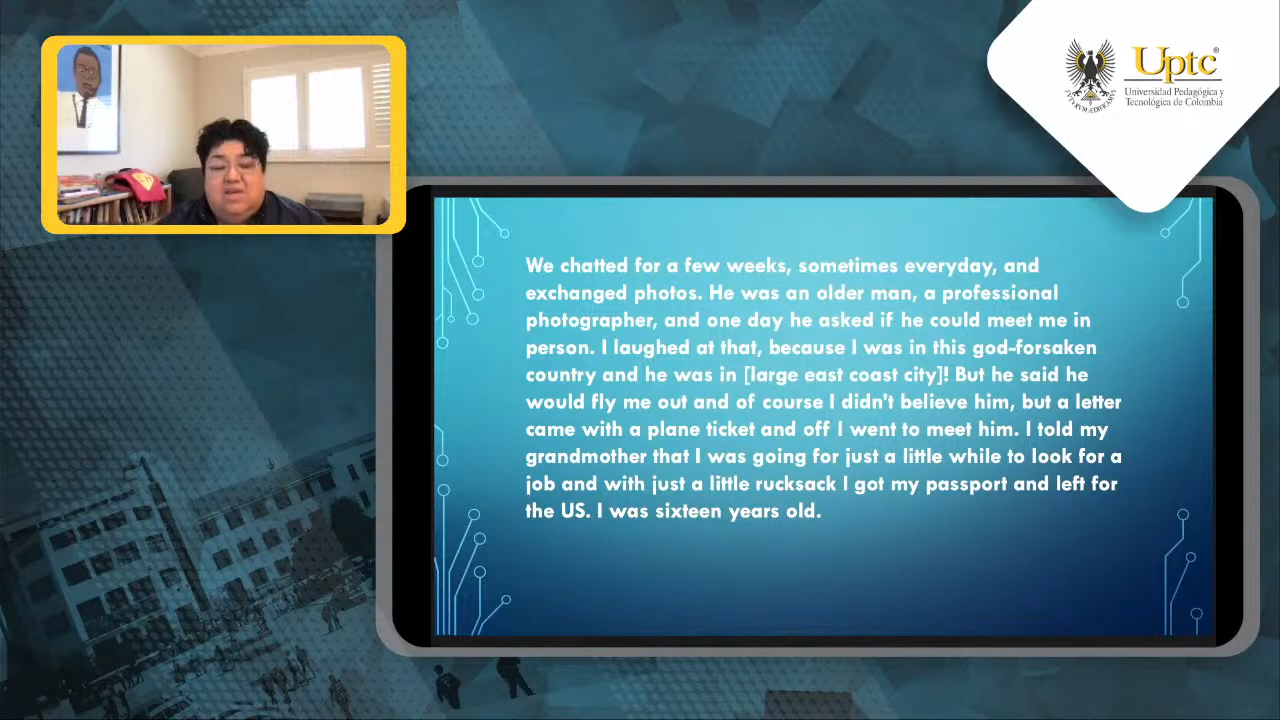 Uptc®
Universidad Pedagógica y
Tecnológica de Colombia
We chatted for a few weeks, sometimes everyday, and
exchanged photos. He was an older man, a professional
photographer, and one day he asked if he could meet me in
person. I laughed at that, because I was in this god-forsaken
country and he was in [large east coast city]! But he said he
would fly me out and of course I didn't believe him, but a letter
came with a plane ticket and off I went to meet him. I told my
grandmother that I was going for just a little while to look for a
job and with just a little rucksack I got my passport and left for
the US. I was sixteen years old.